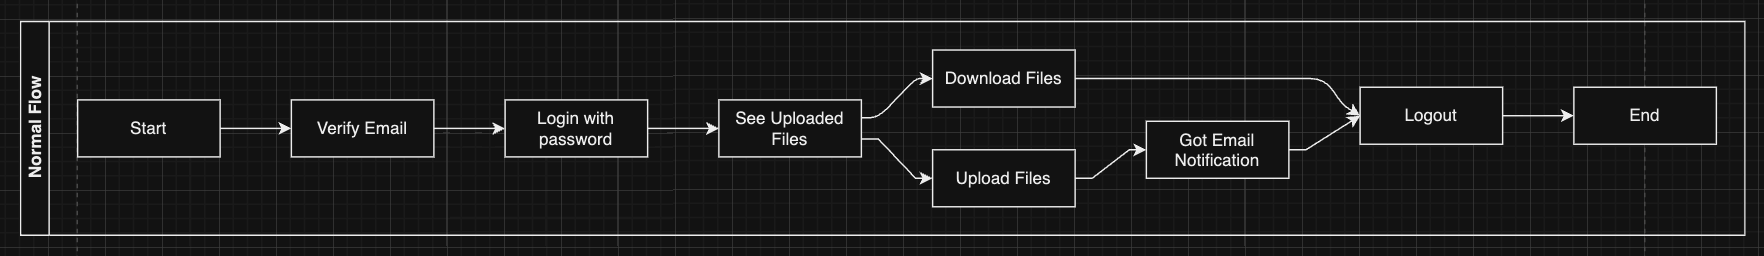 Normal Flow
Start
Verify Email
Login with
password
See Uploaded
Files
Download Files
Upload Files
Got Email
Notification
Logout
End